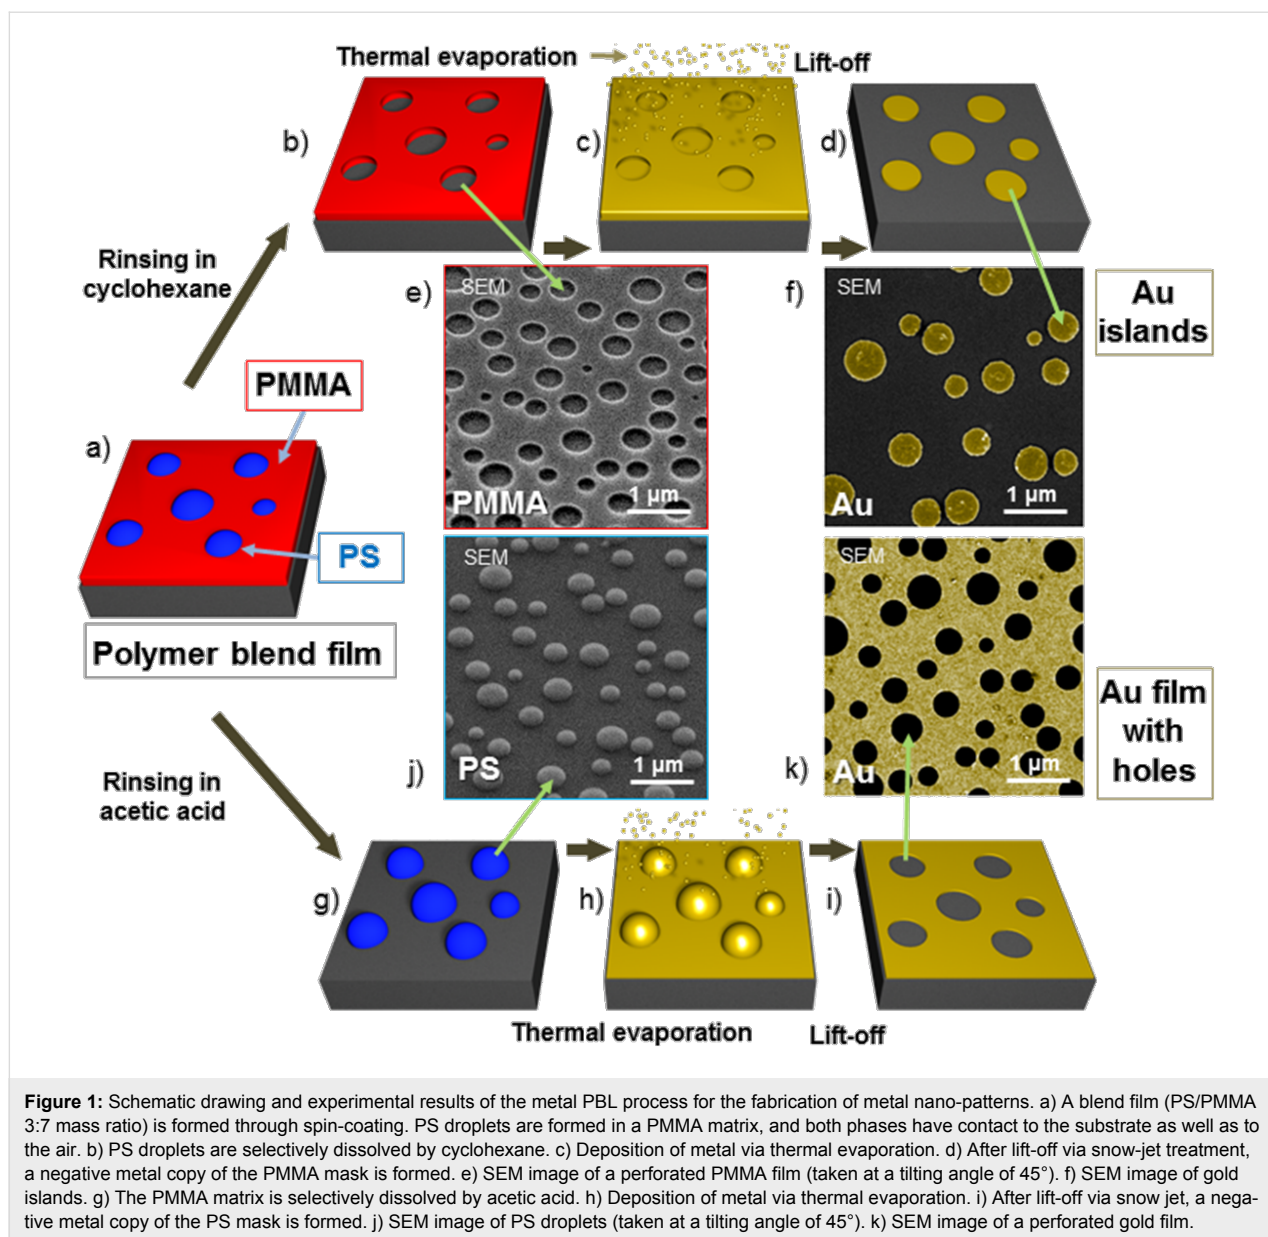 Thermal evaporation
Lift-off
b)
c)
d)
Rinsing in
cyclohexane
e)
SEM
PMMA
1 µm
f)
SEM
Au
1 µm
Au
islands
PMMA
a)
PS
Polymer blend film
SEM
j)
PS
1 µm
SEM
k)
Au
1 µm
Au film
with
holes
Rinsing in
acetic acid
g)
h)
i)
Thermal evaporation
Lift-off
Figure 1: Schematic drawing and experimental results of the metal PBL process for the fabrication of metal nano-patterns. a) A blend film (PS/PMMA
3:7 mass ratio) is formed through spin-coating. PS droplets are formed in a PMMA matrix, and both phases have contact to the substrate as well as to
the air. b) PS droplets are selectively dissolved by cyclohexane. c) Deposition of metal via thermal evaporation. d) After lift-off via snow-jet treatment,
a negative metal copy of the PMMA mask is formed. e) SEM image of a perforated PMMA film (taken at a tilting angle of 45°). f) SEM image of gold
islands. g) The PMMA matrix is selectively dissolved by acetic acid. h) Deposition of metal via thermal evaporation. i) After lift-off via snow jet, a nega-
tive metal copy of the PS mask is formed. j) SEM image of PS droplets (taken at a tilting angle of 45°). k) SEM image of a perforated gold film.